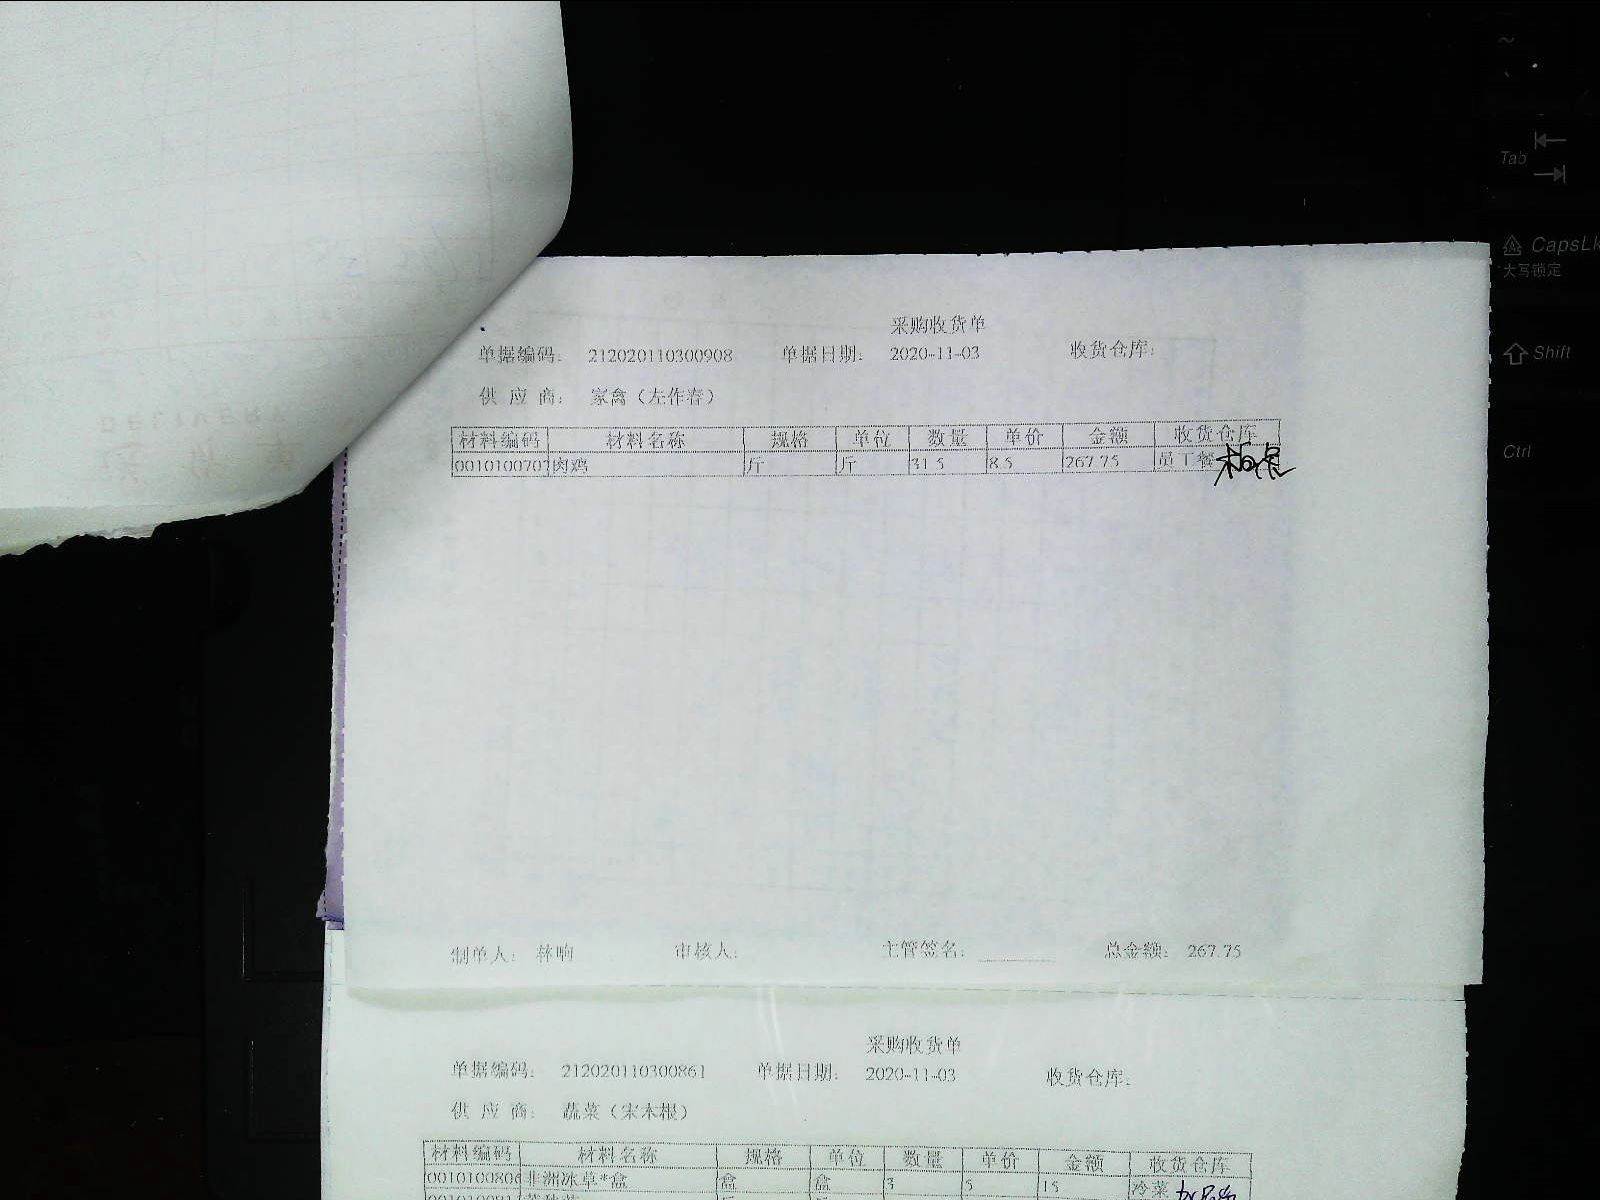 采购收货单
单据编码: 212020110300908 单据日期: 2020-11-03 收货仓库:
供 应 商: 家禽（左作春）
材料编码 材料名称 规格 单位 数量 单价 金额 收货仓库
0010100707 肉鸡 斤 斤 31.5 8.5 267.75 员工餐
制单人: 林响 审核人: 主管签名: 总金额: 267.75
采购收货单
单据编码: 212020110300861 单据日期: 2020-11-03 收货仓库:
供 应 商: 蔬菜（宋木根）
材料编码 材料名称 规格 单位 数量 单价 金额 收货仓库
0010100806 非洲冰草*盒 盒 盒 3 5 15 冷菜
Tab
CapsLk
大写锁定
Shift
Ctrl